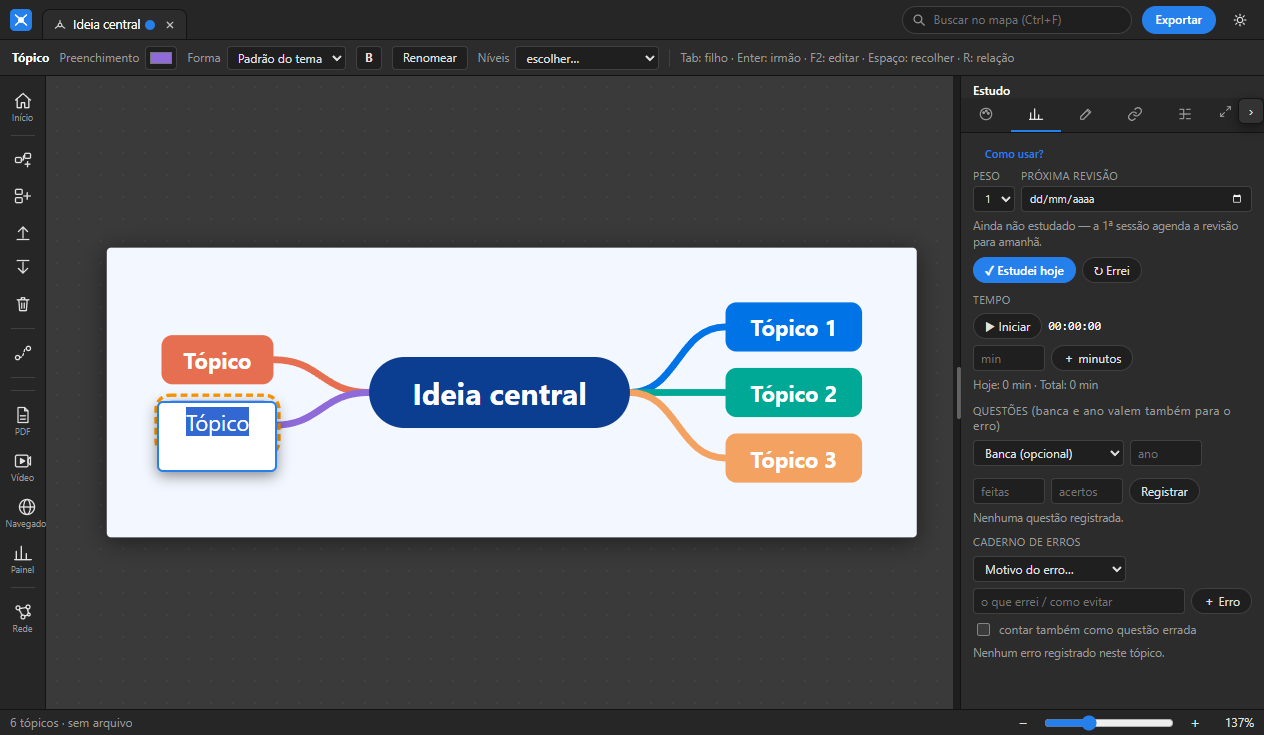 Ideia central
Buscar no mapa (Ctrl+F)
Exportar
Tópico
Preenchimento
Forma
Padrão do tema
B
Renomear
Níveis
escolher...
Tab: filho · Enter: irmão · F2: editar · Espaço: recolher · R: relação
Início
PDF
Vídeo
Navegado
Painel
Rede
Tópico
Tópico
Ideia central
Tópico 1
Tópico 2
Tópico 3
Estudo
Como usar?
PESO
PRÓXIMA REVISÃO
1
dd/mm/aaaa
Ainda não estudado — a 1ª sessão agenda a revisão
para amanhã.
✓ Estudei hoje
↻ Errei
TEMPO
▶ Iniciar
00:00:00
min
+ minutos
Hoje: 0 min · Total: 0 min
QUESTÕES (banca e ano valem também para o
erro)
Banca (opcional)
ano
feitas
acertos
Registrar
Nenhuma questão registrada.
CADERNO DE ERROS
Motivo do erro...
o que errei / como evitar
+ Erro
contar também como questão errada
Nenhum erro registrado neste tópico.
6 tópicos · sem arquivo
137%